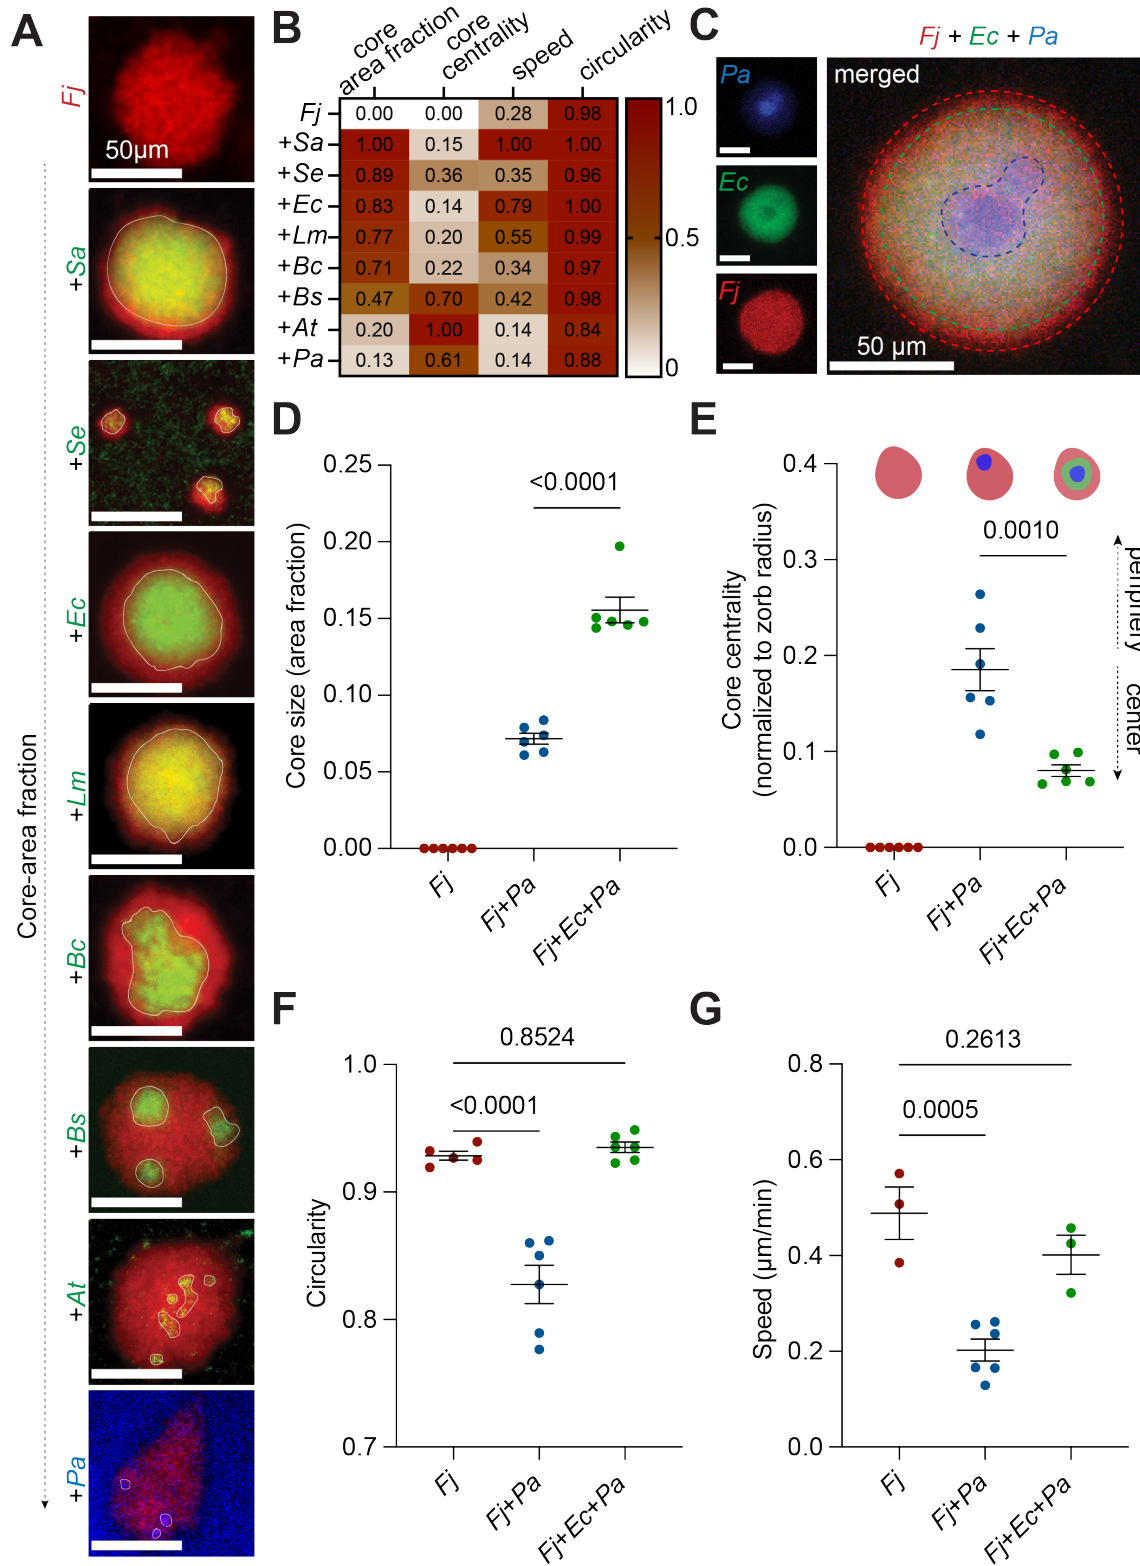 A
Fj
50µm
+Sa
+Se
+Ec
+Lm
+Bc
+Bs
+At
+Pa
Core-area fraction
B
core area fraction
core centrality
speed
circularity
Fj 0.00 0.00 0.28 0.98
+Sa 1.00 0.15 1.00 1.00
+Se 0.89 0.36 0.35 0.96
+Ec 0.83 0.14 0.79 1.00
+Lm 0.77 0.20 0.55 0.99
+Bc 0.71 0.22 0.34 0.97
+Bs 0.47 0.70 0.42 0.98
+At 0.20 1.00 0.14 0.84
+Pa 0.13 0.61 0.14 0.88
1.0
0.5
0
C
Fj + Ec + Pa
Pa
Ec
Fj
merged
50 µm
D
Core size (area fraction)
0.25
0.20
0.15
0.10
0.05
0.00
<0.0001
Fj
Fj+Pa
Fj+Ec+Pa
E
Core centrality
(normalized to zorb radius)
0.4
0.3
0.2
0.1
0.0
0.0010
periphery
center
Fj
Fj+Pa
Fj+Ec+Pa
F
Circularity
1.0
0.9
0.8
0.7
0.8524
<0.0001
Fj
Fj+Pa
Fj+Ec+Pa
G
Speed (µm/min)
0.8
0.6
0.4
0.2
0.0
0.2613
0.0005
Fj
Fj+Pa
Fj+Ec+Pa